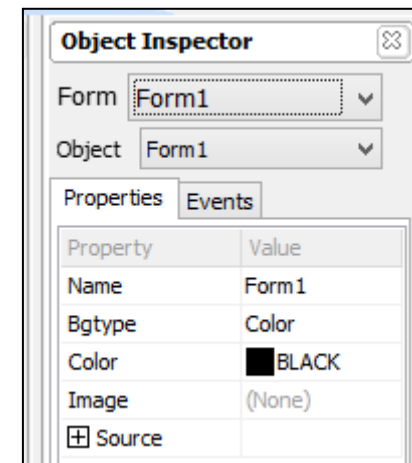 Object Inspector
Form Form1
Object Form1
Properties Events
Property Value
Name Form1
Bgtype Color
Color BLACK
Image (None)
Source